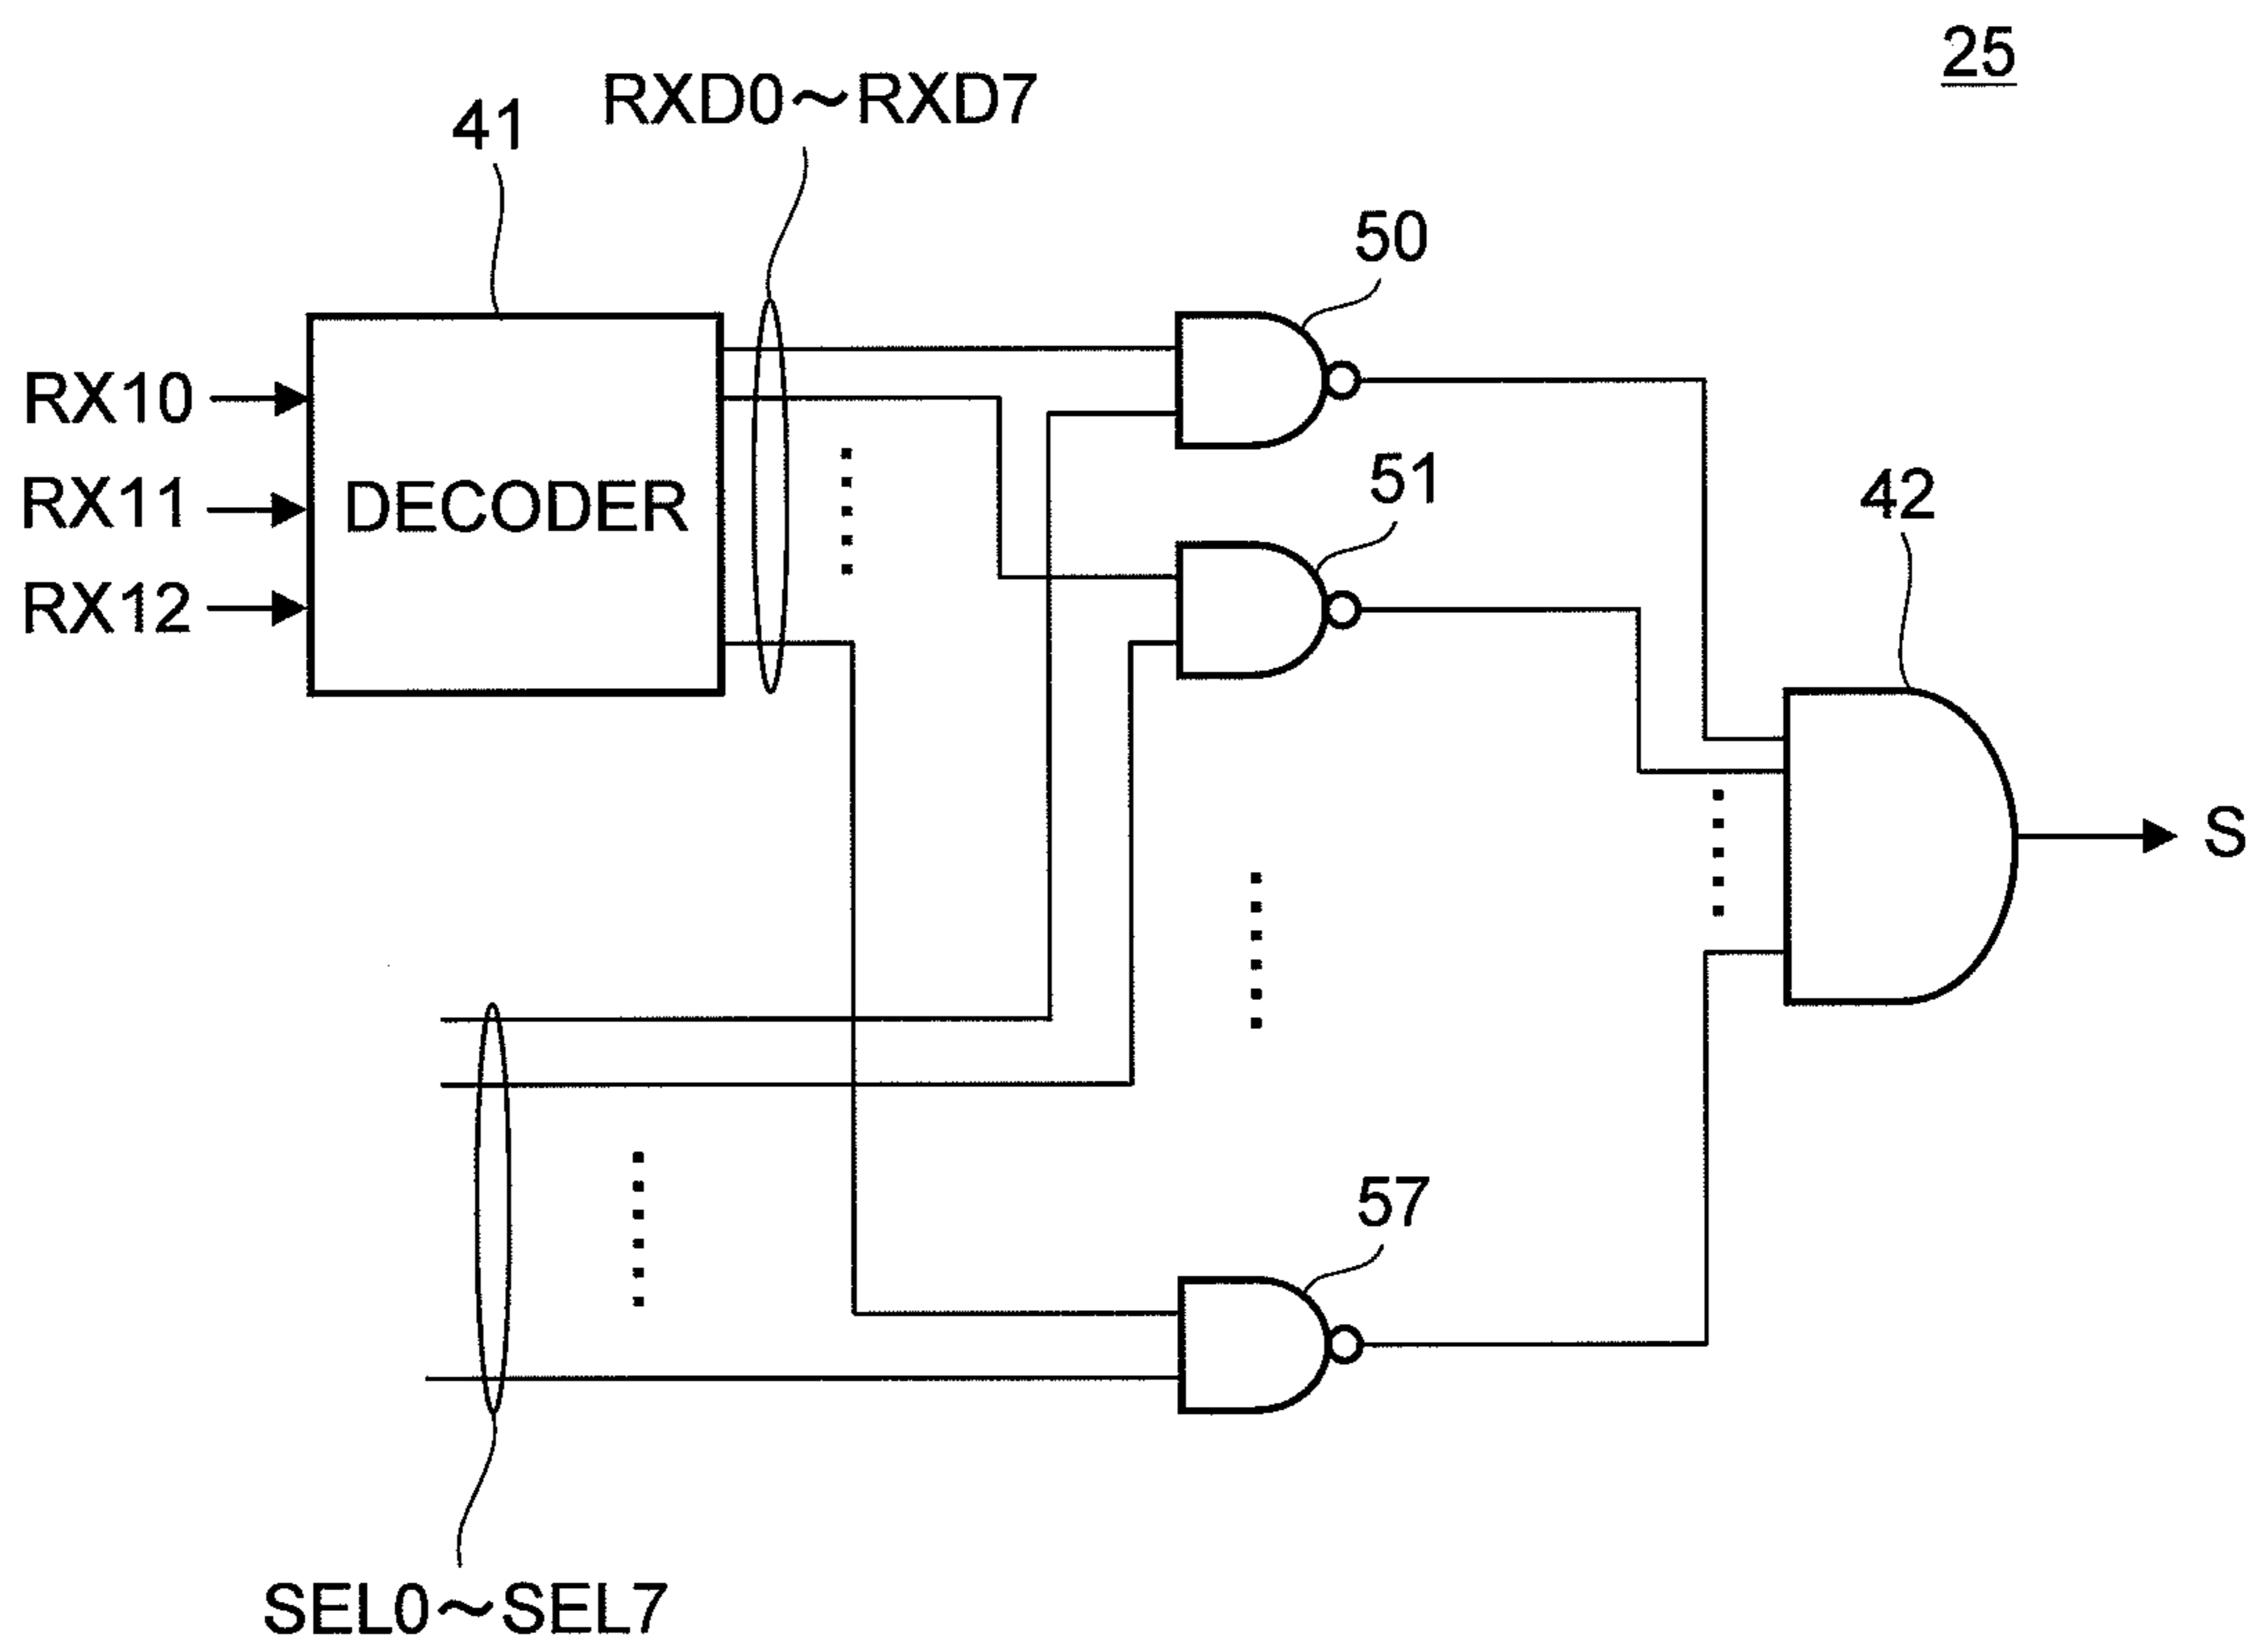 25
RXD0～RXD7
41
50
RX10
51
RX11
DECODER
42
RX12
S
57
SEL0～SEL7